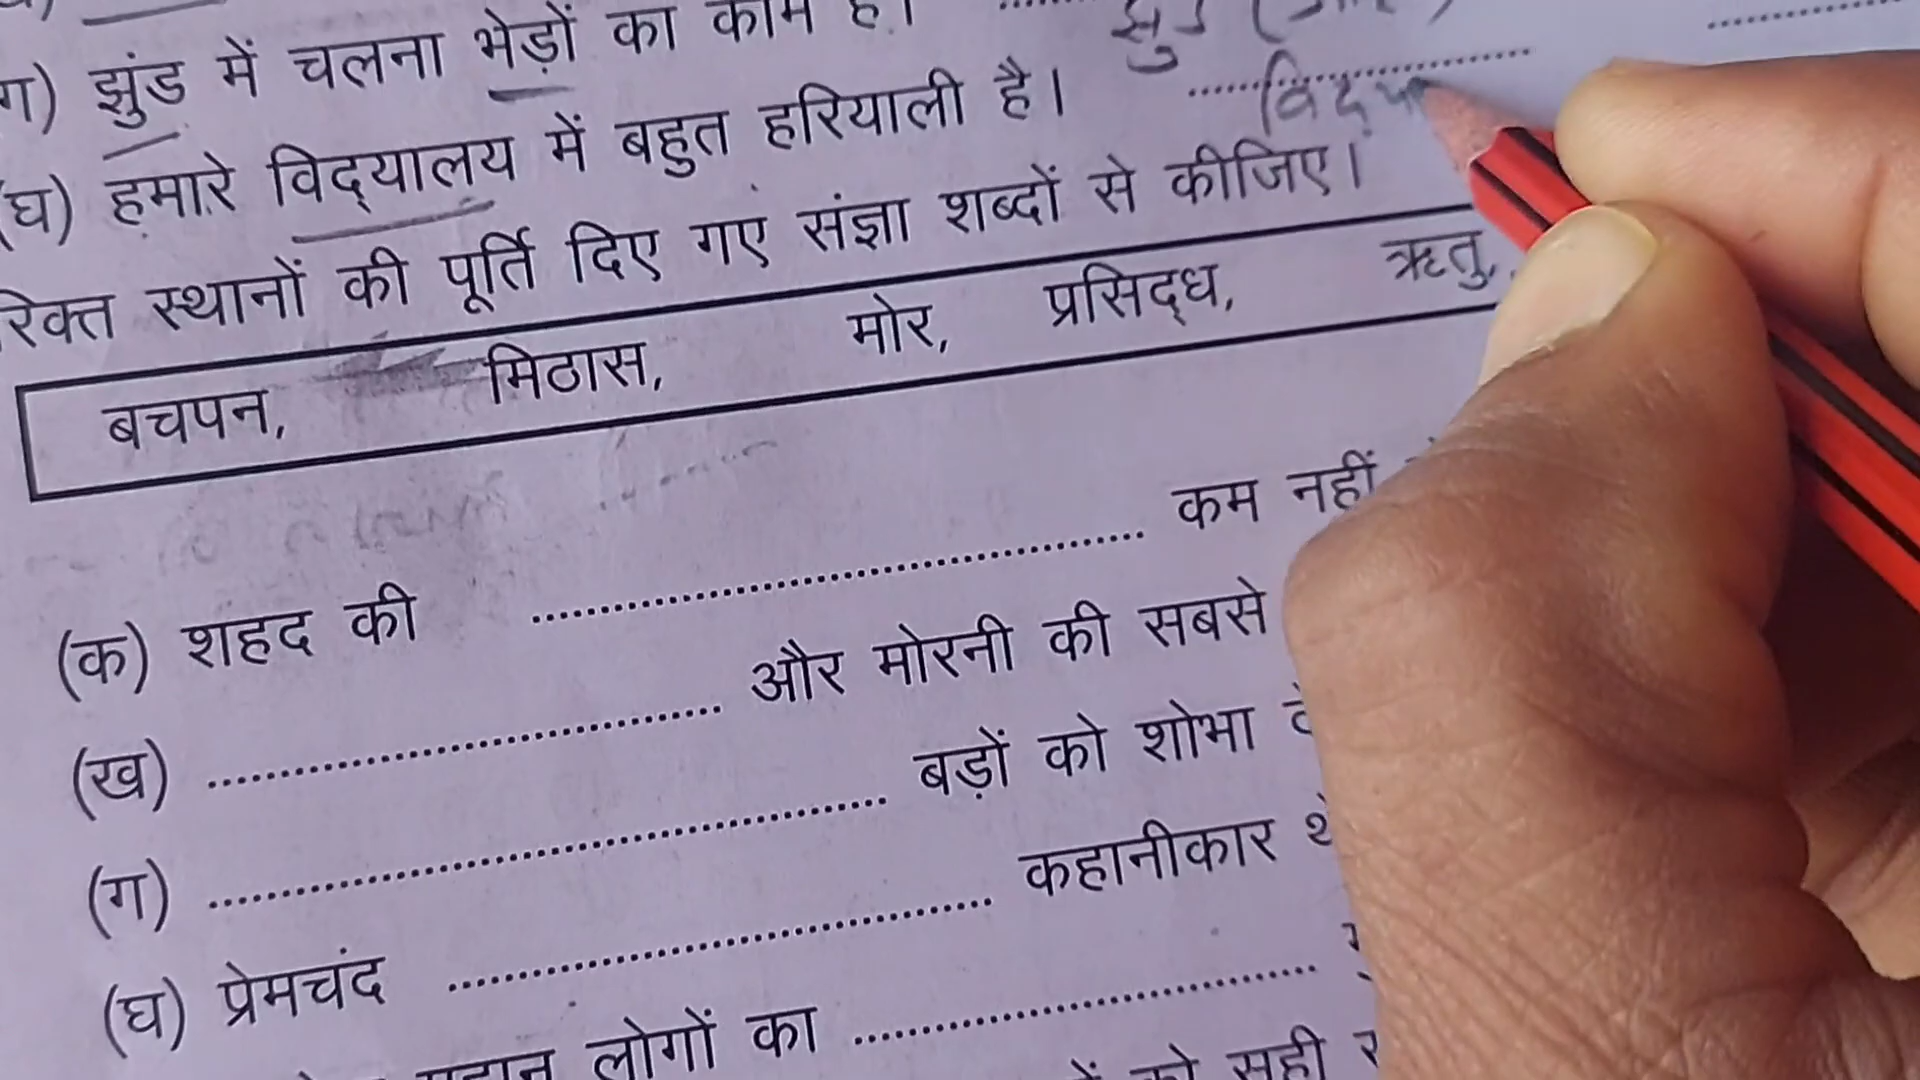 ग) झुंड में चलना भेड़ों का काम है।
(घ) हमारे विद्यालय में बहुत हरियाली है।
विद्या
रिक्त स्थानों की पूर्ति दिए गए संज्ञा शब्दों से कीजिए।
बचपन, मिठास, मोर, प्रसिद्ध, ऋतु,
(क) शहद की .................... कम नहीं
(ख) .................... और मोरनी की सबसे
(ग) .................... बड़ों को शोभा
(घ) प्रेमचंद .................... कहानीकार
लोगों का ....................
को सही